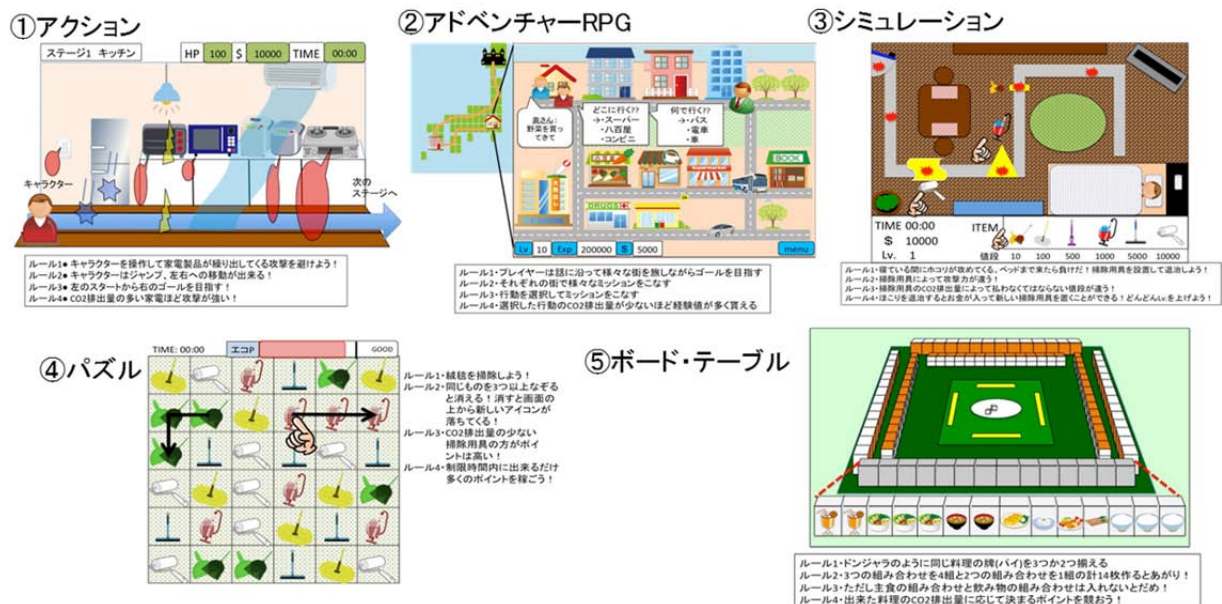 ①アクション
ステージ1 キッチン
HP 100 $ 10000 TIME 00:00
キャラクター
次の
ステージへ
ルール1● キャラクターを操作して家電製品が繰り出してくる攻撃を避けよう!
ルール2● キャラクターはジャンプ、左右への移動が出来る!
ルール3● 左のスタートから右のゴールを目指す!
ルール4● CO2排出量の多い家電ほど攻撃が強い!
②アドベンチャーRPG
奥さん:
野菜を買っ
てきて
どこに行く??
→・スーパー
・八百屋
・コンビニ
何で行く??
→・バス
・電車
・車
BOOK
DRUGS
Lv 10 Exp 200000 $ 5000 menu
ルール1・プレイヤーは話に沿って様々な街を旅しながらゴールを目指す
ルール2・それぞれの街で様々なミッションをこなす
ルール3・行動を選択してミッションをこなす
ルール4・選択した行動のCO2排出量が少ないほど経験値が多く貰える
③シミュレーション
TIME 00:00
$ 10000
Lv. 1
ITEM
値段 10 100 500 1000 5000 10000
ルール1・寝ている間にホコリが攻めてくる。ベッドまで来たら負けだ!掃除用具を設置して退治しよう!
ルール2・掃除用具によって攻撃力が違う!
ルール3・掃除用具のCO2排出量によって払わなくてはならない値段が違う!
ルール4・ほこりを退治するとお金が入って新しい掃除用具を置くことができる!どんどんLv.を上げよう!
④パズル
TIME: 00:00 エコP GOOD
ルール1・絨毯を掃除しよう!
ルール2・同じものを3つ以上なぞる
と消える!消すと画面の
上から新しいアイコンが
落ちてくる!
ルール3・CO2排出量の少ない
掃除用具の方がポイ
ントは高い!
ルール4・制限時間内に出来るだけ
多くのポイントを稼ごう!
⑤ボード・テーブル
ルール1・ドンジャラのように同じ料理の牌(パイ)を3つか2つ揃える
ルール2・3つの組み合わせを4組と2つの組み合わせを1組の計14枚作るとあがり!
ルール3・ただし主食の組み合わせと飲み物の組み合わせは入れないとだめ!
ルール4・出来た料理のCO2排出量に応じて決まるポイントを競おう!